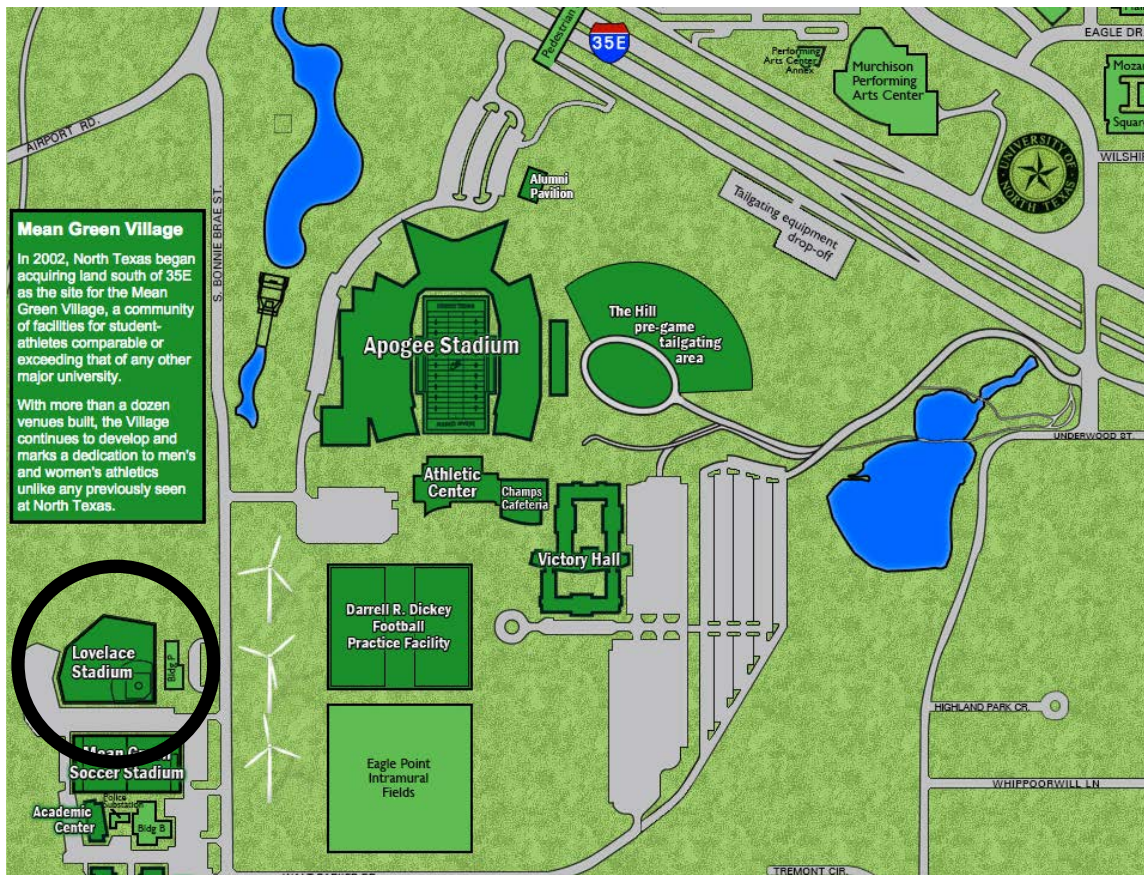 EAGLE DR
Pedestrian
35E
Performing
Arts Center
Annex
Murchison
Performing
Arts Center
Square
WILSHI
UNIVERSITY OF
NORTH TEXAS
AIRPORT RD.
S. BONNIE BRAE ST.
Alumni
Pavilion
Tailgating equipment
drop-off
Mean Green Village
In 2002, North Texas began
acquiring land south of 35E
as the site for the Mean
Green Village, a community
of facilities for student-
athletes comparable or
exceeding that of any other
major university.
With more than a dozen
venues built, the Village
continues to develop and
marks a dedication to men's
and women's athletics
unlike any previously seen
at North Texas.
Apogee Stadium
The Hill
pre-game
tailgating
area
UNDERWOOD ST.
Athletic
Center
Champs
Cafeteria
Victory Hall
Darrell R. Dickey
Football
Practice Facility
Lovelace
Stadium
Bldg P
HIGHLAND PARK CR.
Mean Green
Soccer Stadium
Eagle Point
Intramural
Fields
WHIPPOORWILL LN
Police
Substation
Academic
Center
Bldg B
TREMONT CIR.